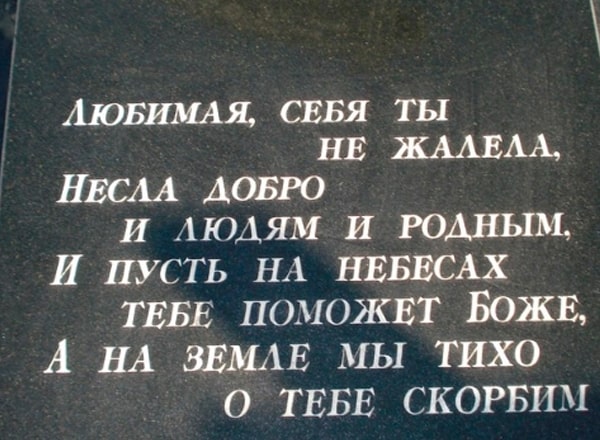 Любимая, себя ты
не жалела,
Несла добро
и людям и родным,
И пусть на небесах
тебе поможет Боже,
А на земле мы тихо
о тебе скорбим